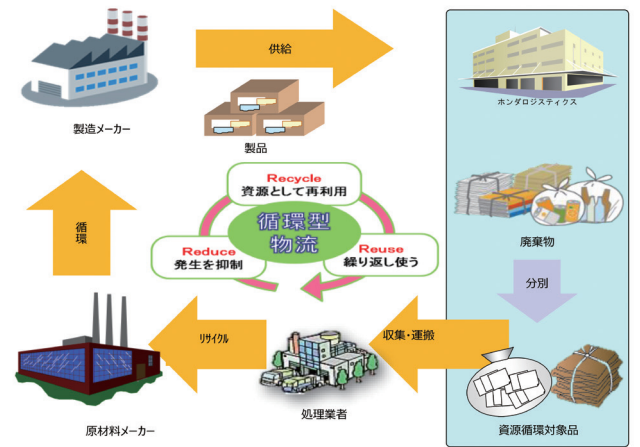 供給
製造メーカー
製品
ホンダロジスティクス
Recycle
資源として再利用
循環型
物流
Reduce
発生を抑制
Reuse
繰り返し使う
循環
廃棄物
分別
リサイクル
収集・運搬
原材料メーカー
処理業者
資源循環対象品